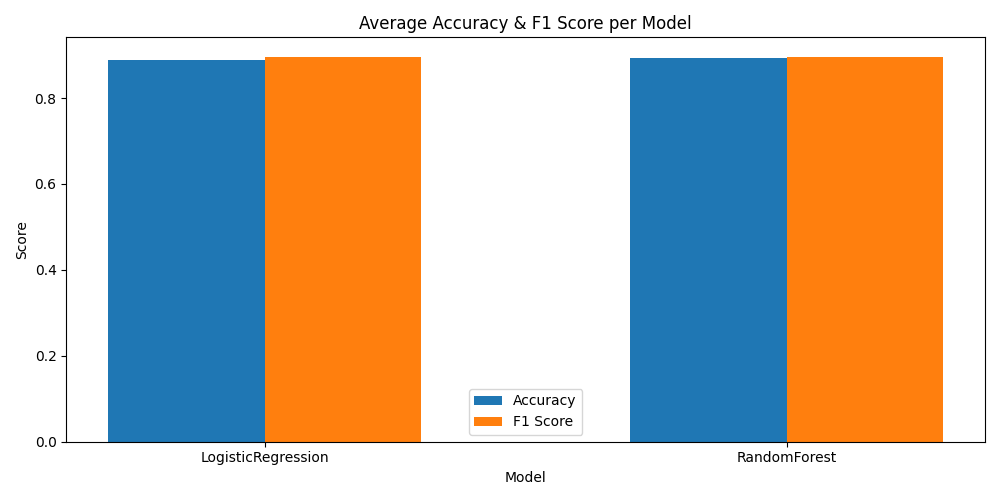 Average Accuracy & F1 Score per Model
Score
0.8
0.6
0.4
0.2
0.0
Accuracy
F1 Score
LogisticRegression
RandomForest
Model